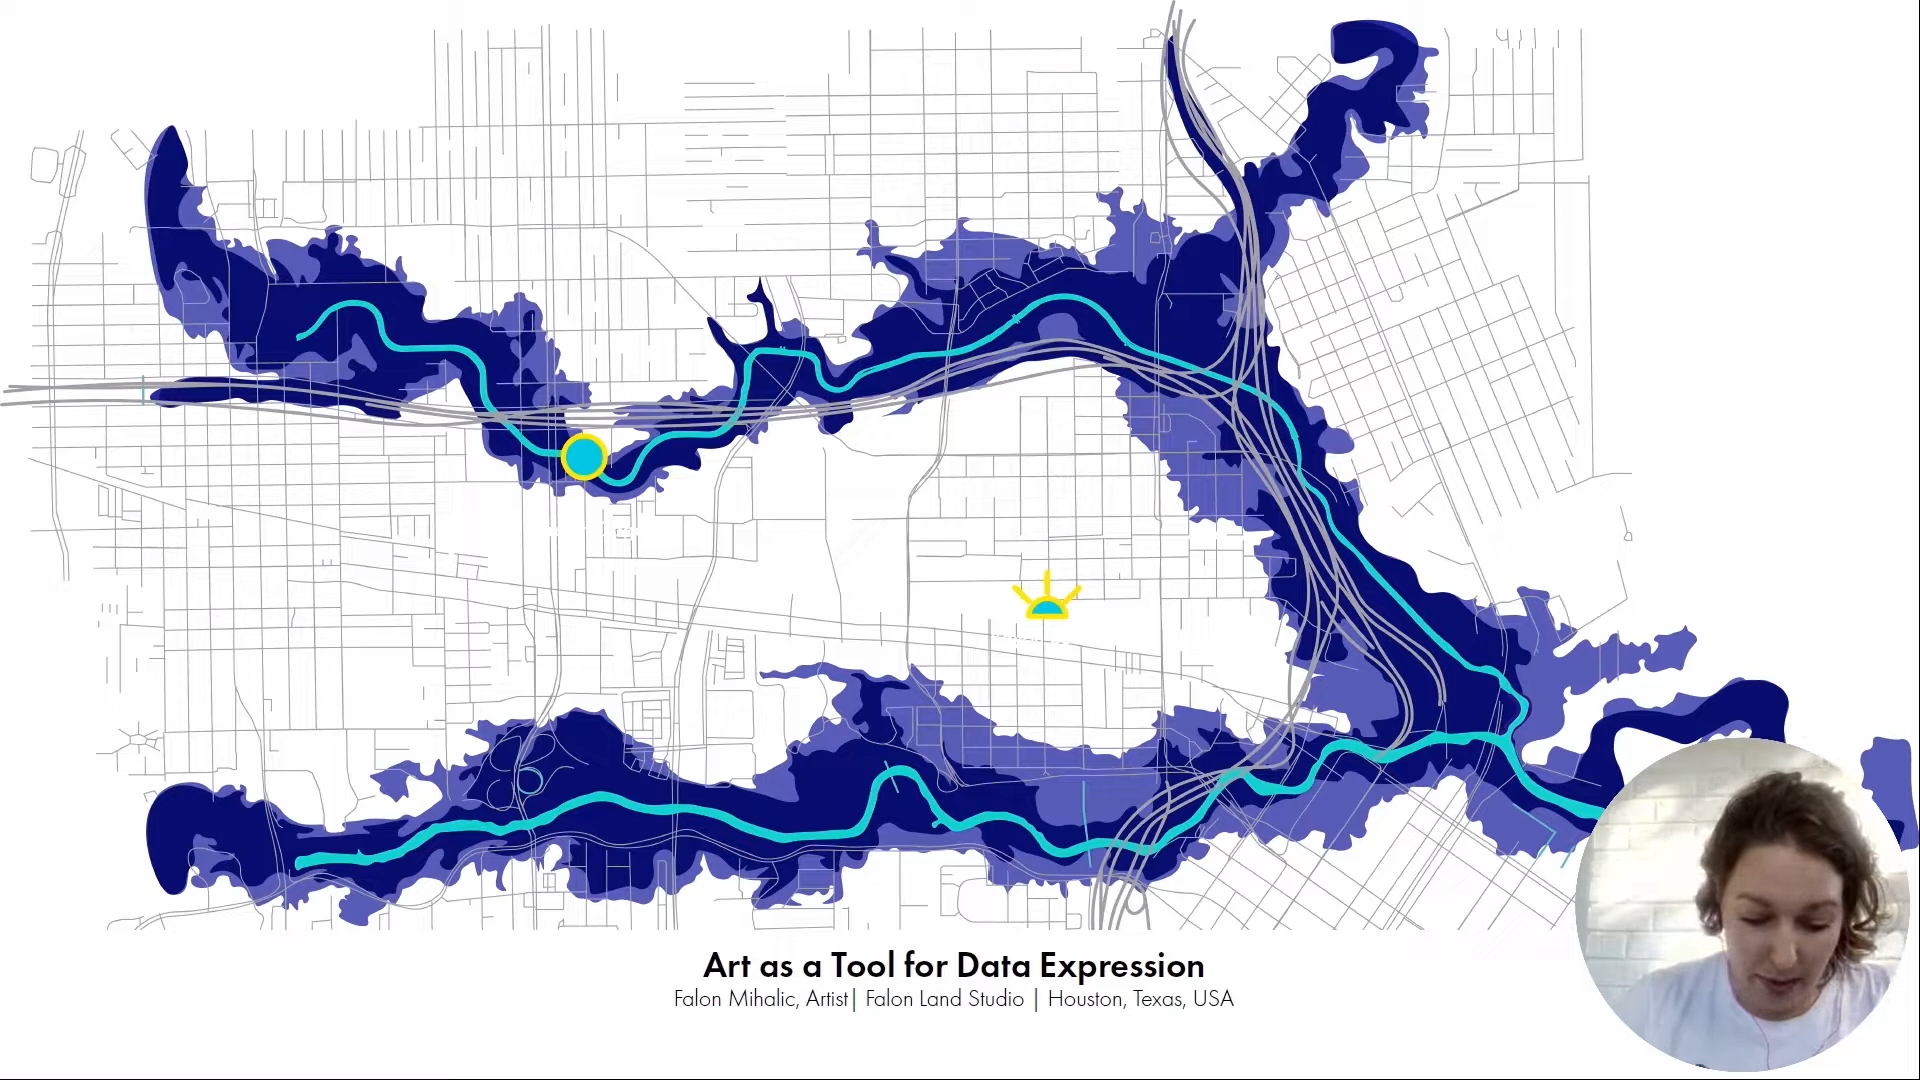 Art as a Tool for Data Expression
Falon Mihalic, Artist| Falon Land Studio | Houston, Texas, USA